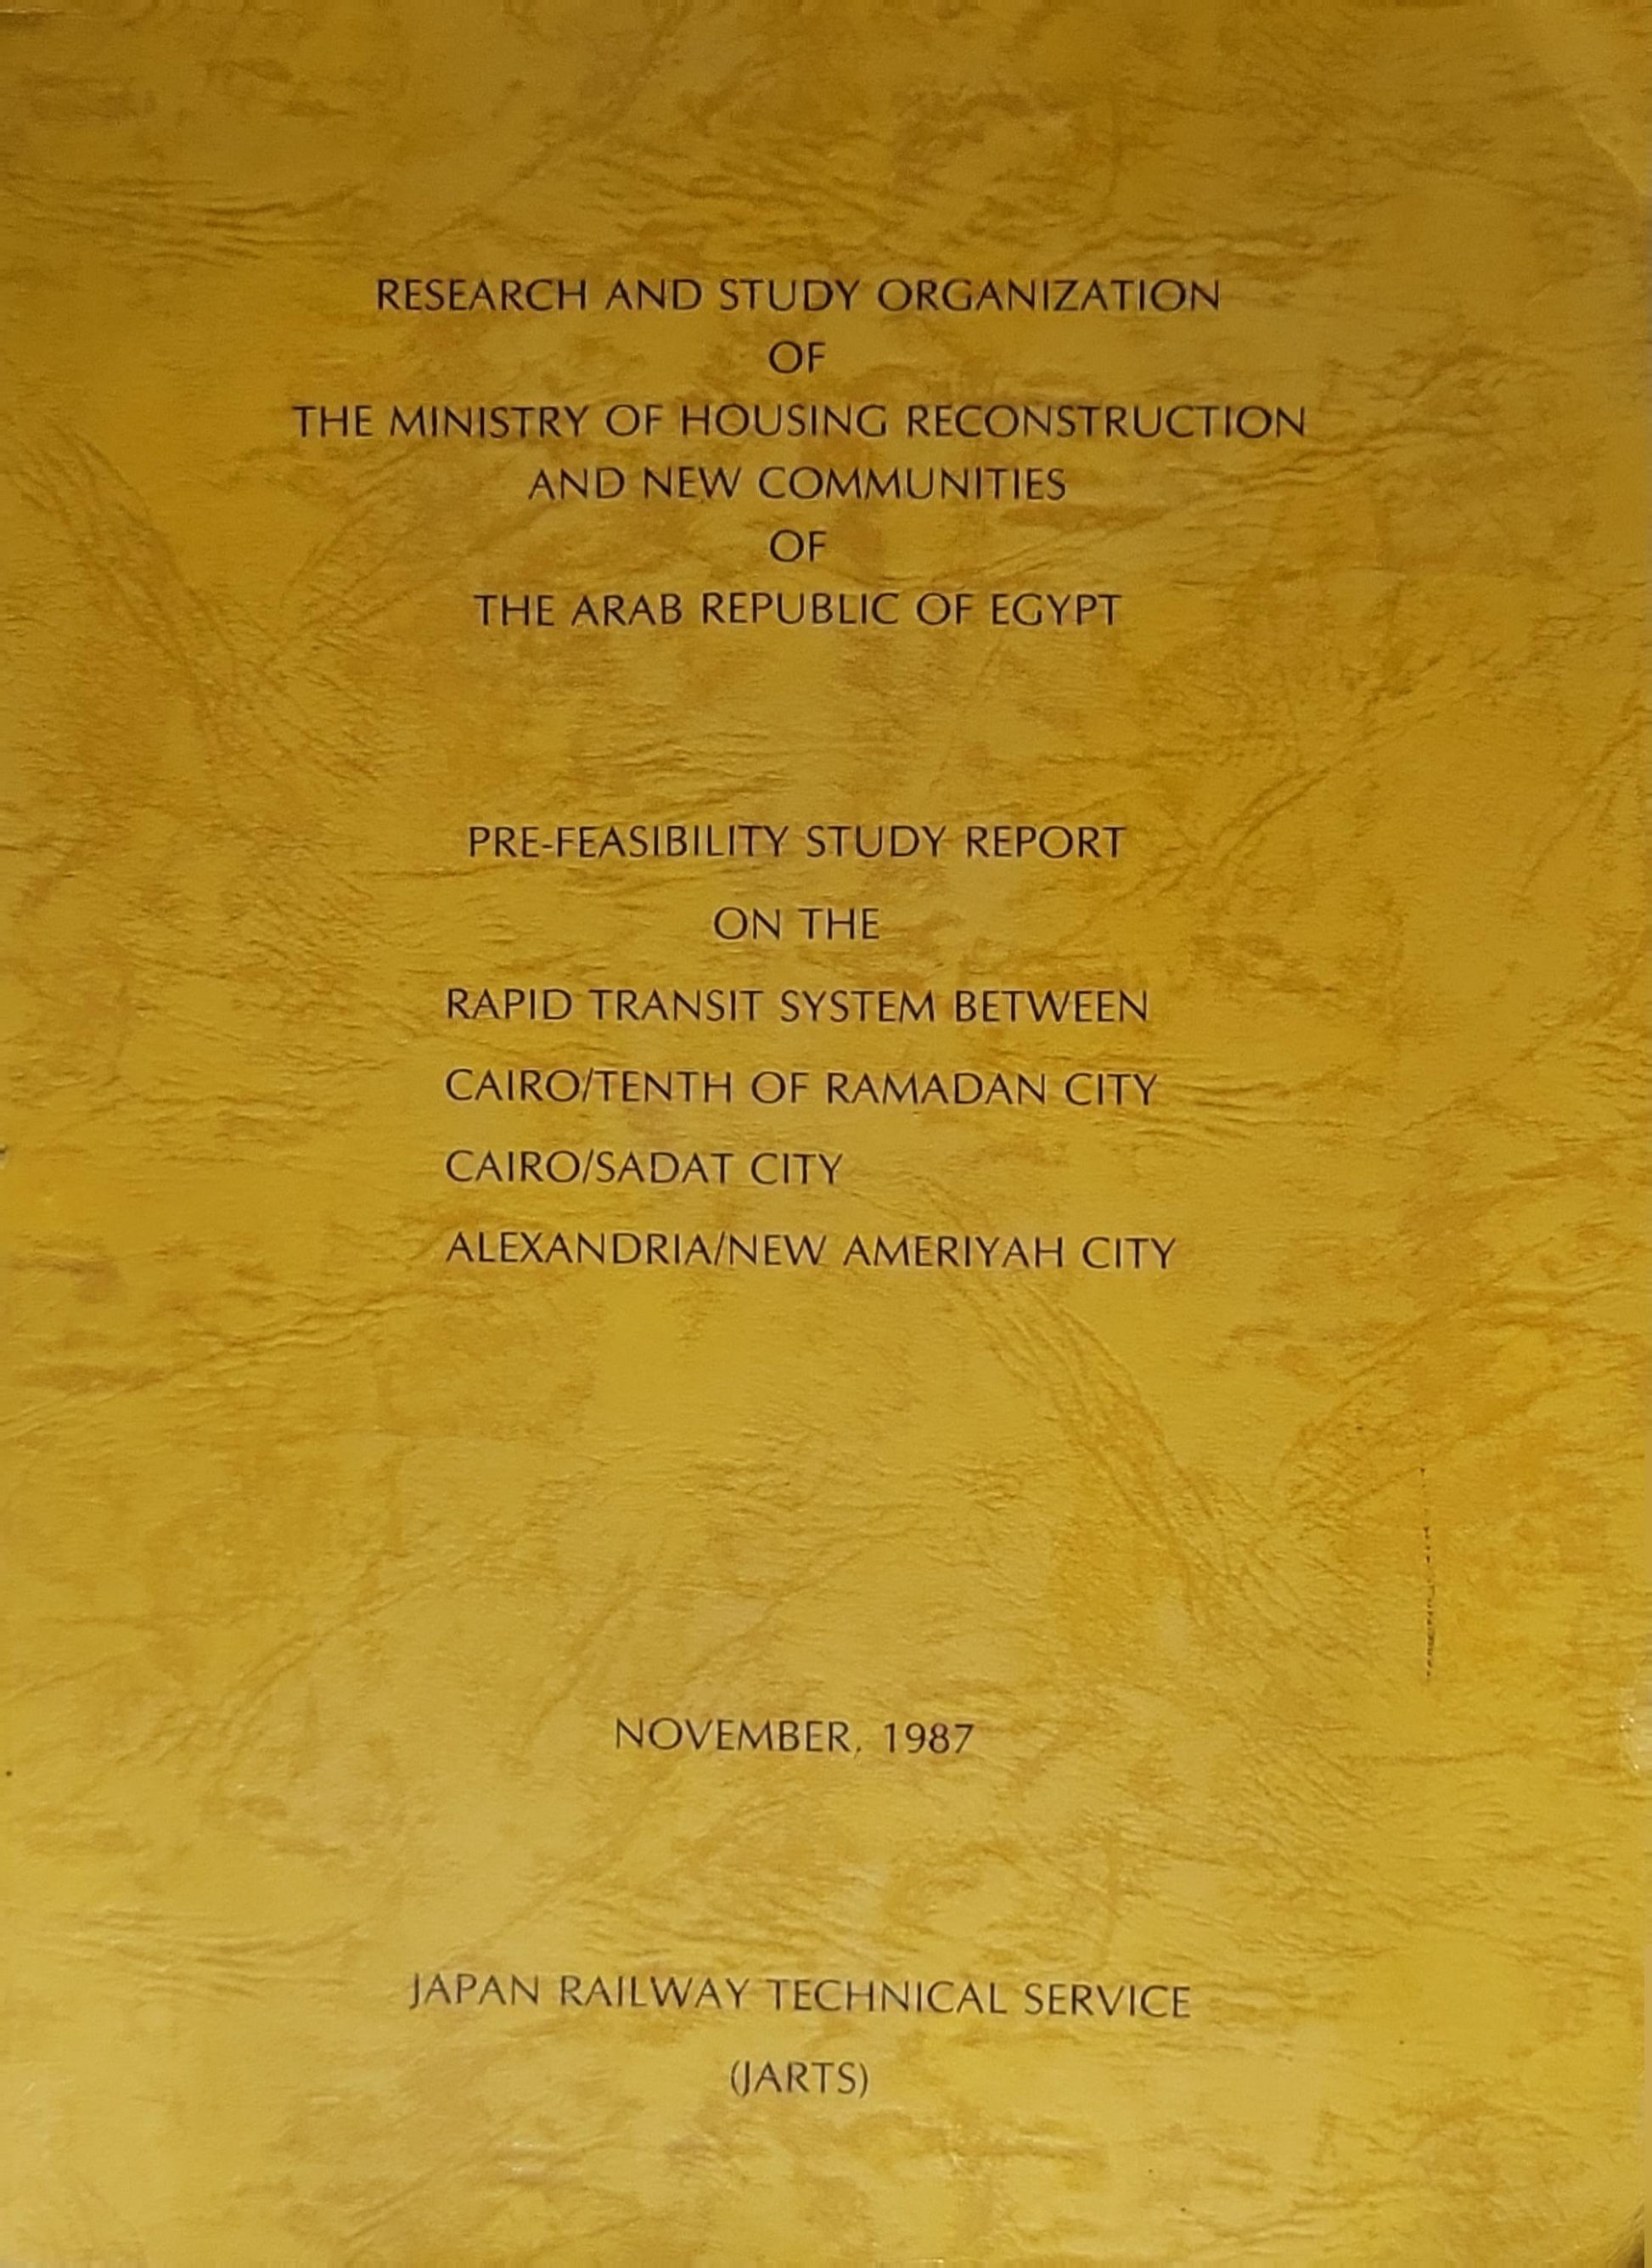 RESEARCH AND STUDY ORGANIZATION
OF
THE MINISTRY OF HOUSING RECONSTRUCTION
AND NEW COMMUNITIES
OF
THE ARAB REPUBLIC OF EGYPT
PRE-FEASIBILITY STUDY REPORT
ON THE
RAPID TRANSIT SYSTEM BETWEEN
CAIRO/TENTH OF RAMADAN CITY
CAIRO/SADAT CITY
ALEXANDRIA/NEW AMERIYAH CITY
NOVEMBER, 1987
JAPAN RAILWAY TECHNICAL SERVICE
(JARTS)